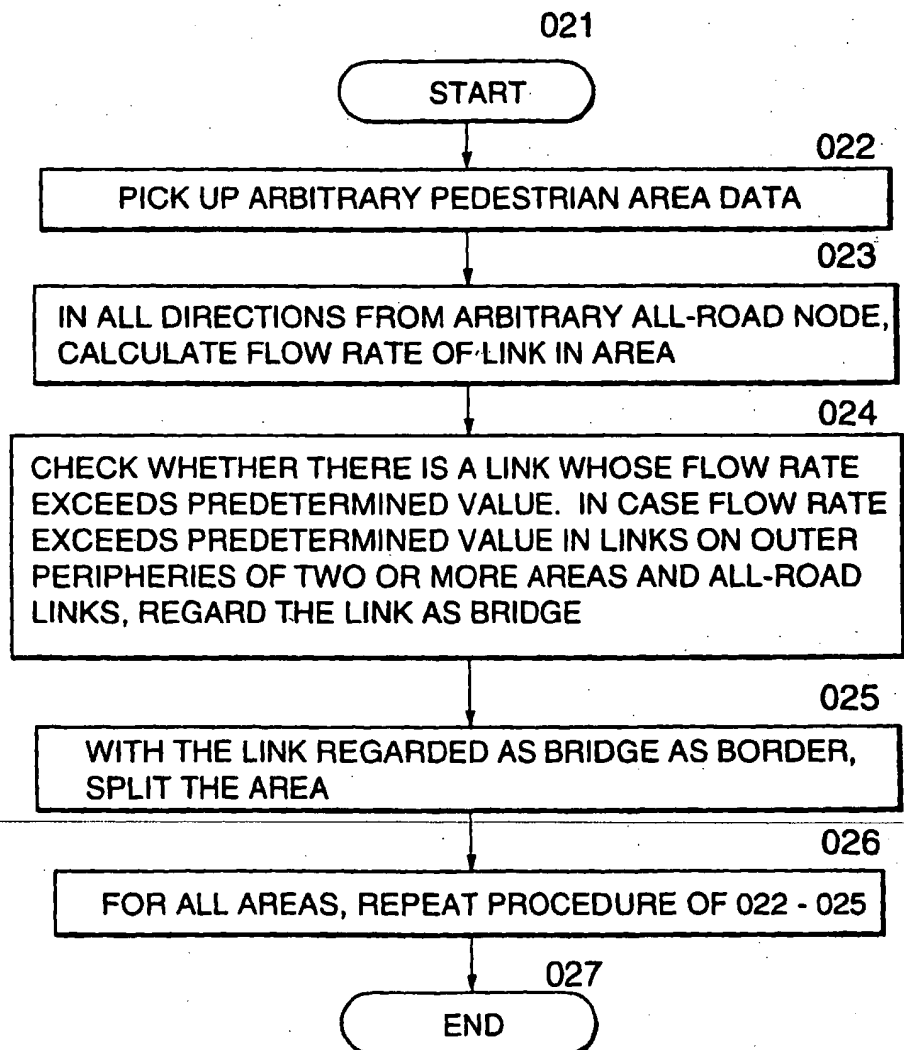 021
START
022
PICK UP ARBITRARY PEDESTRIAN AREA DATA
023
IN ALL DIRECTIONS FROM ARBITRARY ALL-ROAD NODE,
CALCULATE FLOW RATE OF LINK IN AREA
024
CHECK WHETHER THERE IS A LINK WHOSE FLOW RATE
EXCEEDS PREDETERMINED VALUE. IN CASE FLOW RATE
EXCEEDS PREDETERMINED VALUE IN LINKS ON OUTER
PERIPHERIES OF TWO OR MORE AREAS AND ALL-ROAD
LINKS, REGARD THE LINK AS BRIDGE
025
WITH THE LINK REGARDED AS BRIDGE AS BORDER,
SPLIT THE AREA
026
FOR ALL AREAS, REPEAT PROCEDURE OF 022 - 025
027
END